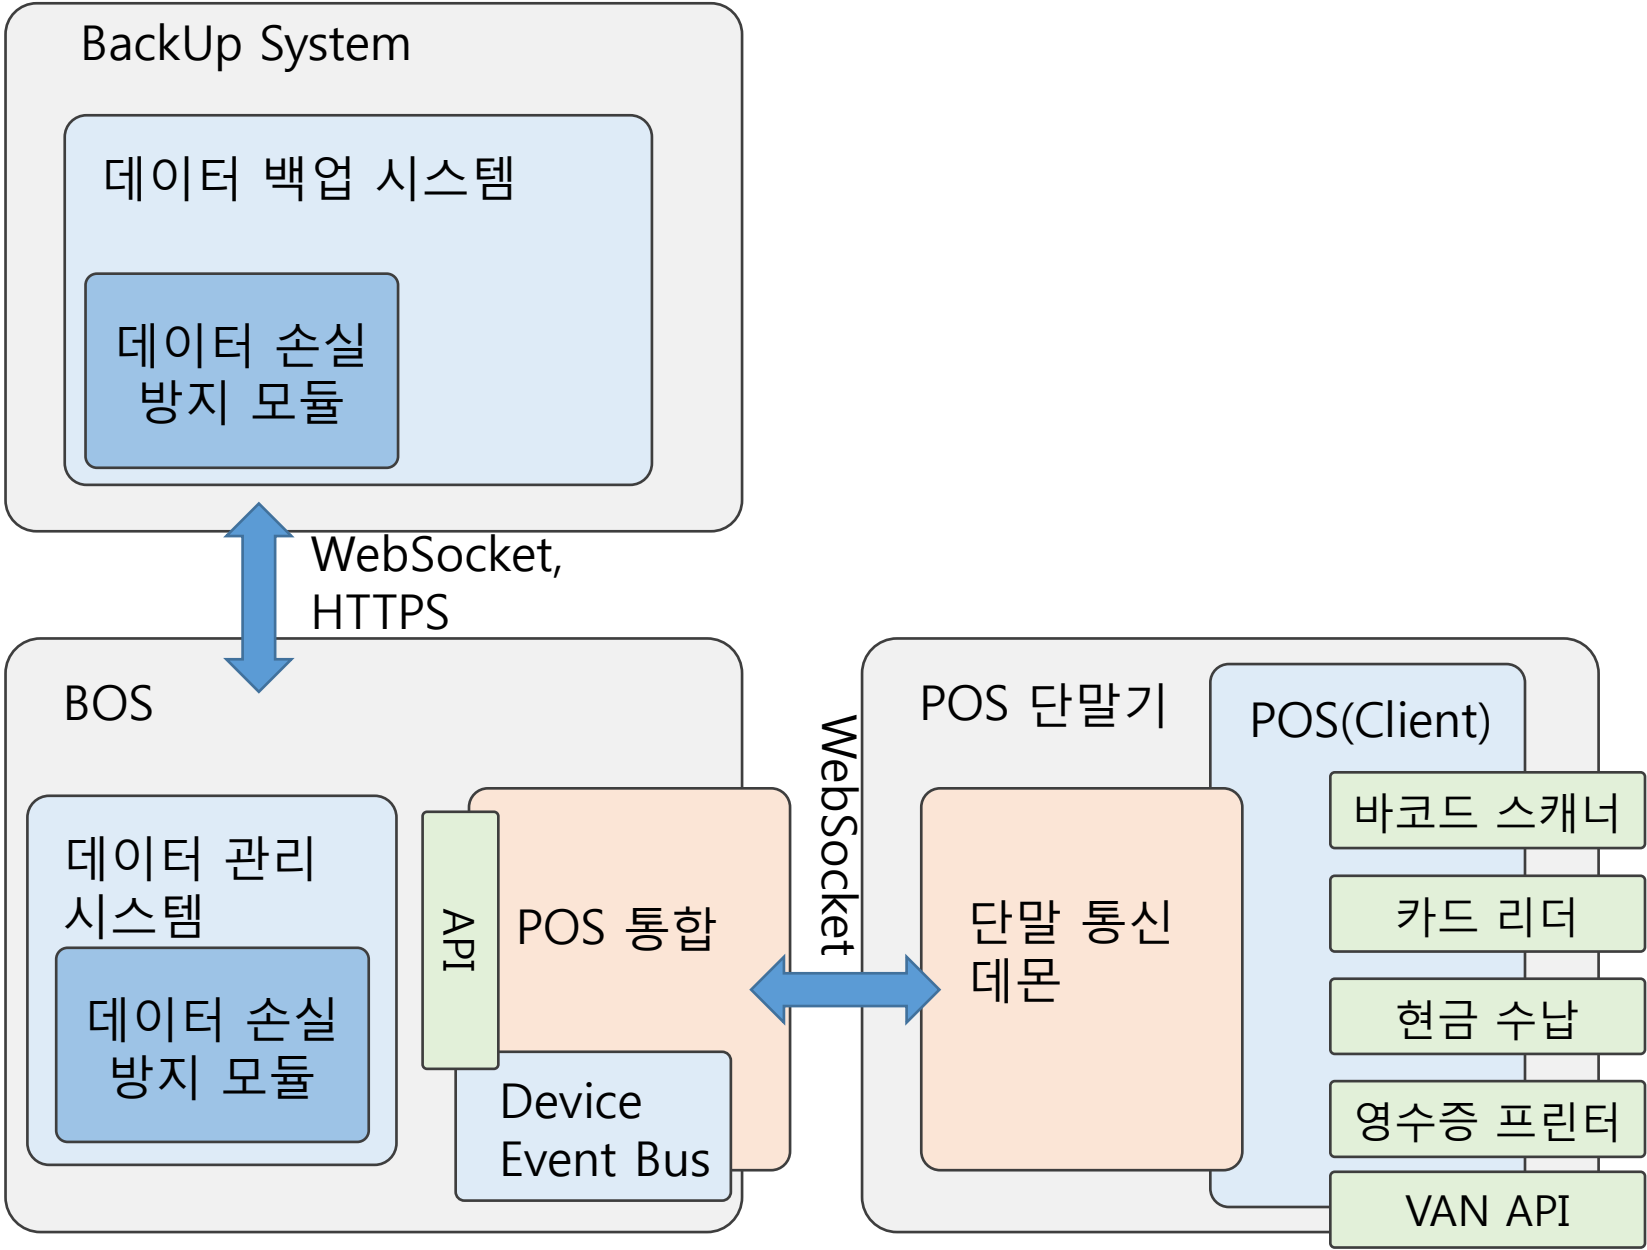 BackUp System
데이터 백업 시스템
데이터 손실
방지 모듈
WebSocket,
HTTPS
BOS
데이터 관리
시스템
데이터 손실
방지 모듈
API
POS 통합
Device
Event Bus
WebSocket
POS 단말기
단말 통신
데몬
POS(Client)
바코드 스캐너
카드 리더
현금 수납
영수증 프린터
VAN API